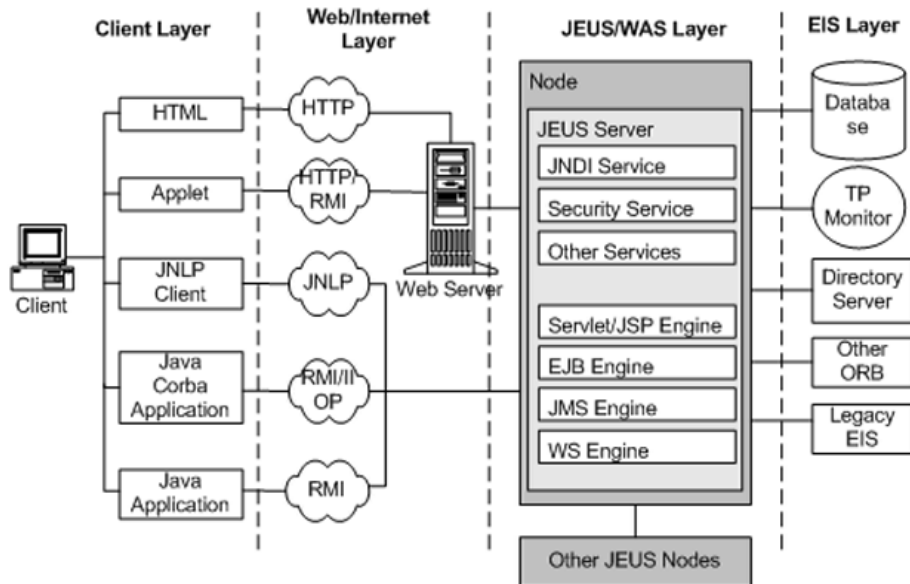 Client Layer
Web/Internet
Layer
JEUS/WAS Layer
EIS Layer
HTML
Applet
JNLP
Client
Java
Corba
Application
Java
Application
Client
HTTP
HTTP/
RMI
JNLP
RMI/II
OP
RMI
Web Server
Node
JEUS Server
JNDI Service
Security Service
Other Services
Servlet/JSP Engine
EJB Engine
JMS Engine
WS Engine
Other JEUS Nodes
Databa
se
TP
Monitor
Directory
Server
Other
ORB
Legacy
EIS